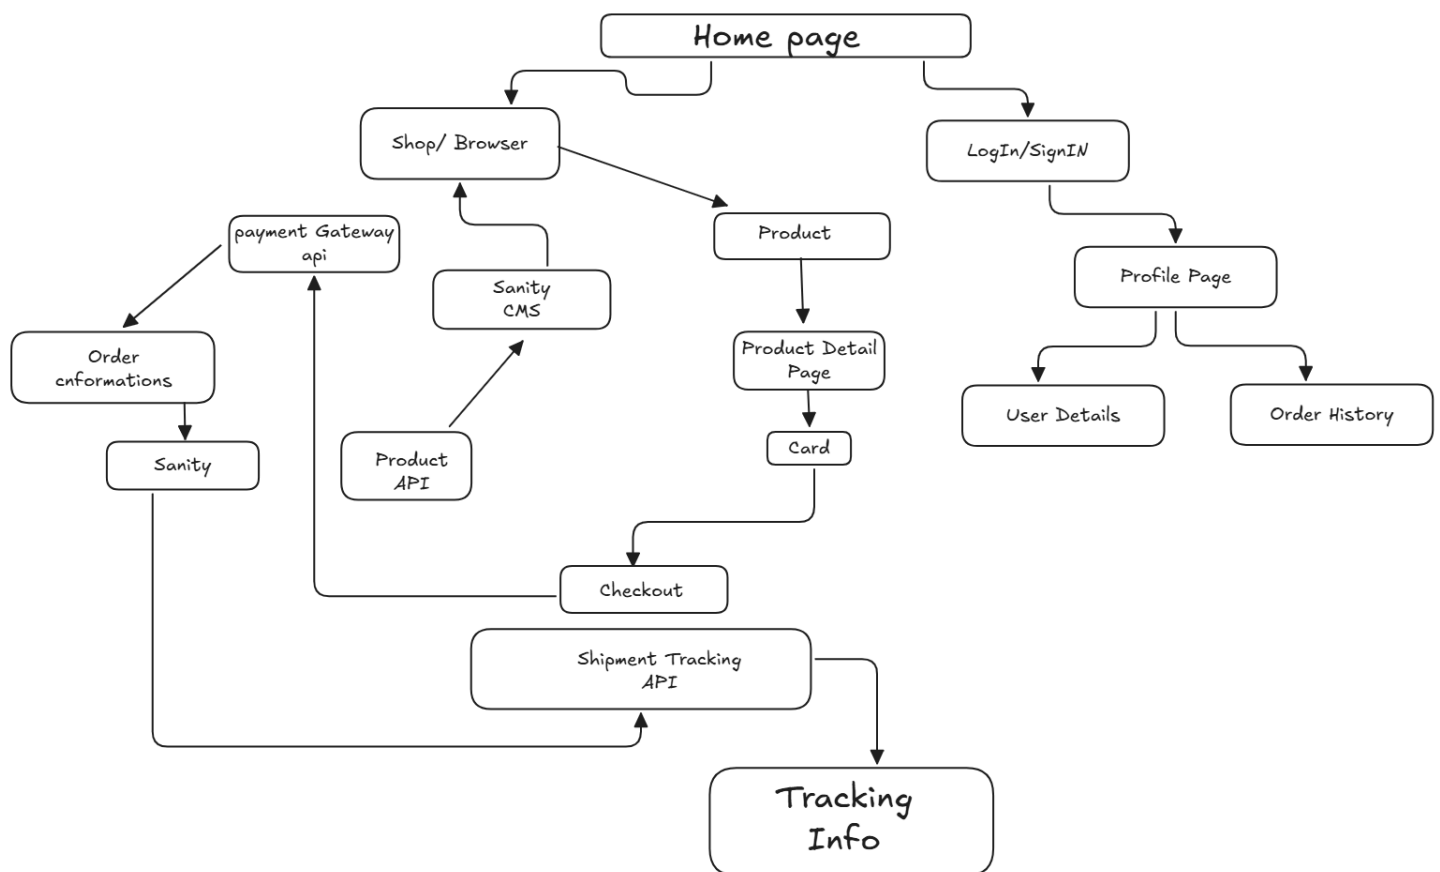 Home page
Shop/ Browser
LogIn/SignIN
payment Gateway
api
Product
Sanity
CMS
Profile Page
Order
cnformations
Product Detail
Page
User Details
Order History
Card
Sanity
Product
API
Checkout
Shipment Tracking
API
Tracking
Info